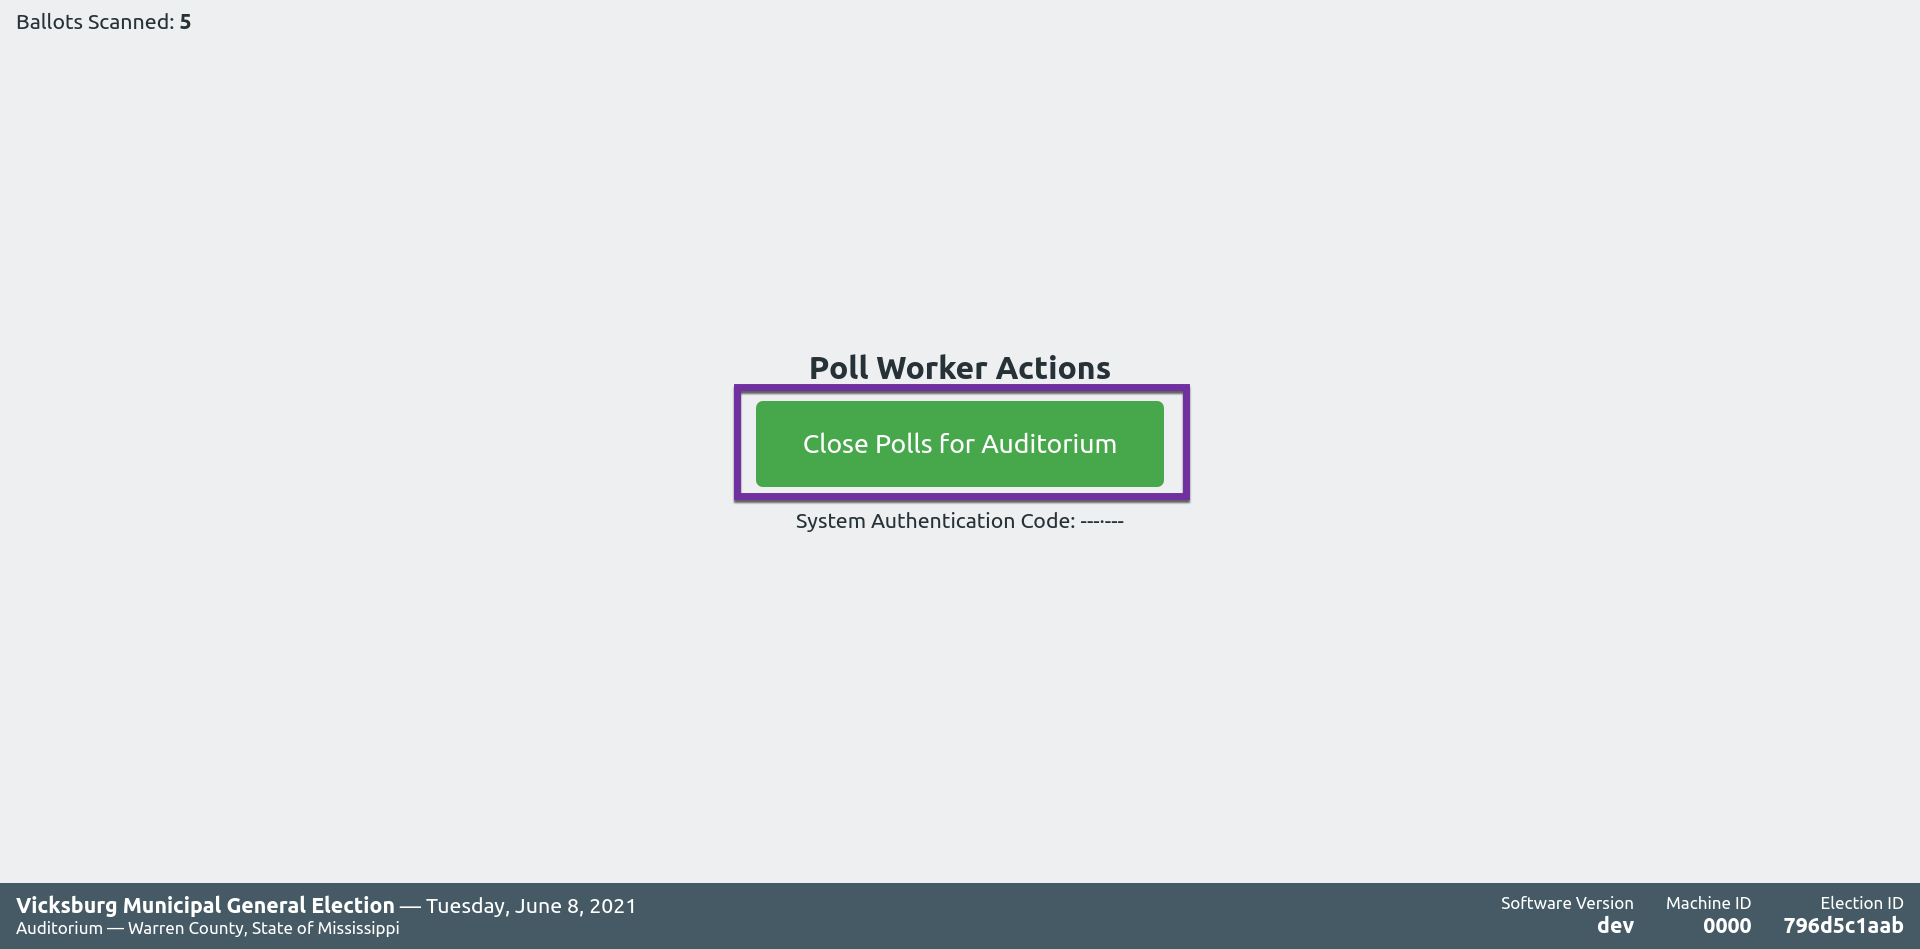 Ballots Scanned: 5
Poll Worker Actions
Close Polls for Auditorium
System Authentication Code: ---·---
Vicksburg Municipal General Election — Tuesday, June 8, 2021
Auditorium — Warren County, State of Mississippi
Software Version
dev
Machine ID
0000
Election ID
796d5c1aab